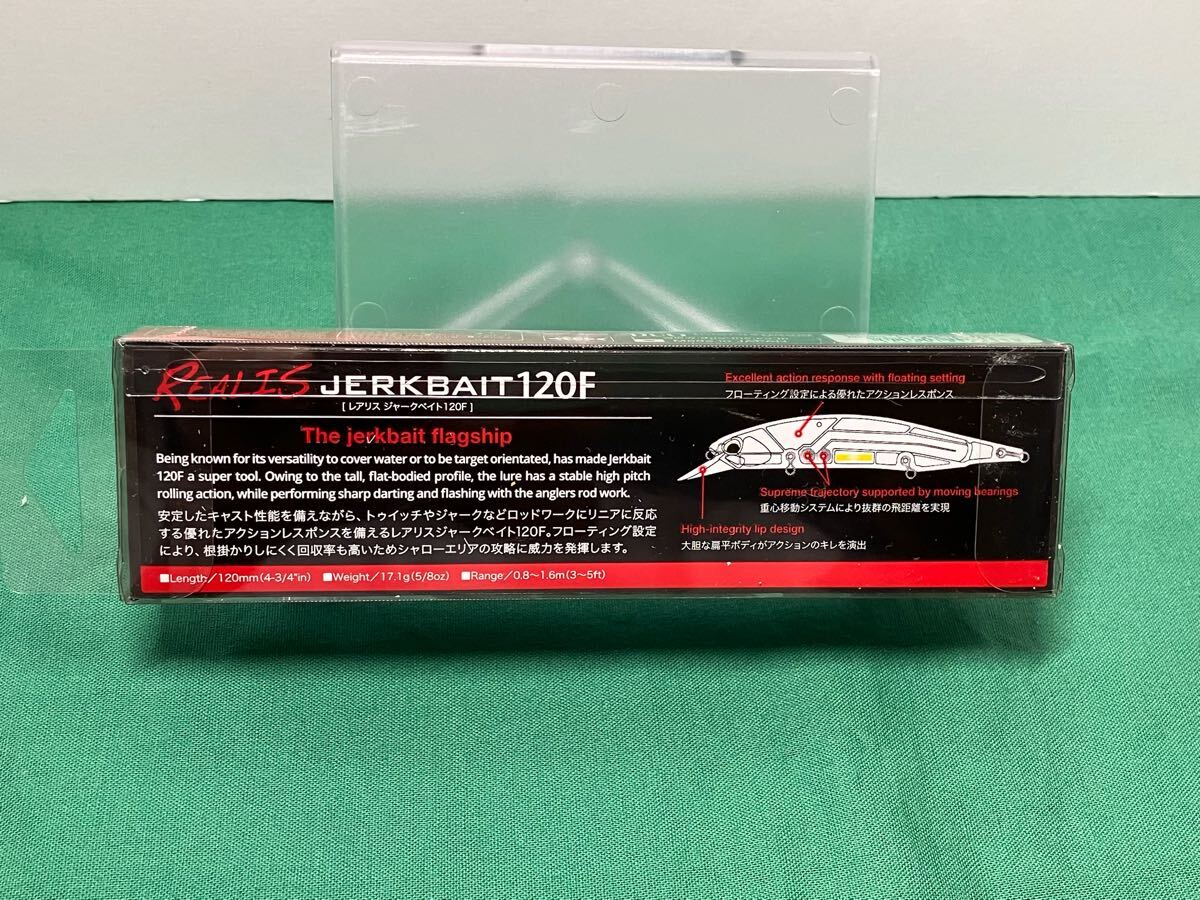 REALIS JERKBAIT 120F
[ レアリス ジャークベイト120F ]
The jerkbait flagship
Being known for its versatility to cover water or to be target orientated, has made Jerkbait
120F a super tool. Owing to the tall, flat-bodied profile, the lure has a stable high pitch
rolling action, while performing sharp darting and flashing with the anglers rod work.
安定したキャスト性能を備えながら、トゥイッチやジャークなどロッドワークにリニアに反応
する優れたアクションレスポンスを備えるレアリスジャークベイト120F。フローティング設定
により、根掛かりしにくく回収率も高いためシャローエリアの攻略に威力を発揮します。
■Length/120mm(4-3/4"in) ■Weight/17.1g(5/8oz) ■Range/0.8〜1.6m(3〜5ft)
Excellent action response with floating setting
フローティング設定による優れたアクションレスポンス
Supreme trajectory supported by moving bearings
重心移動システムにより抜群の飛距離を実現
High-integrity lip design
大胆な扁平ボディがアクションのキレを演出